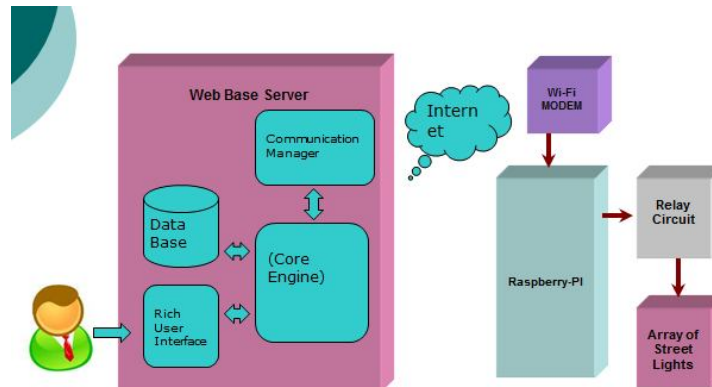 Web Base Server
Communication
Manager
Data
Base
(Core
Engine)
Rich
User
Interface
Intern
et
Wi-Fi
MODEM
Raspberry-PI
Relay
Circuit
Array of
Street
Lights